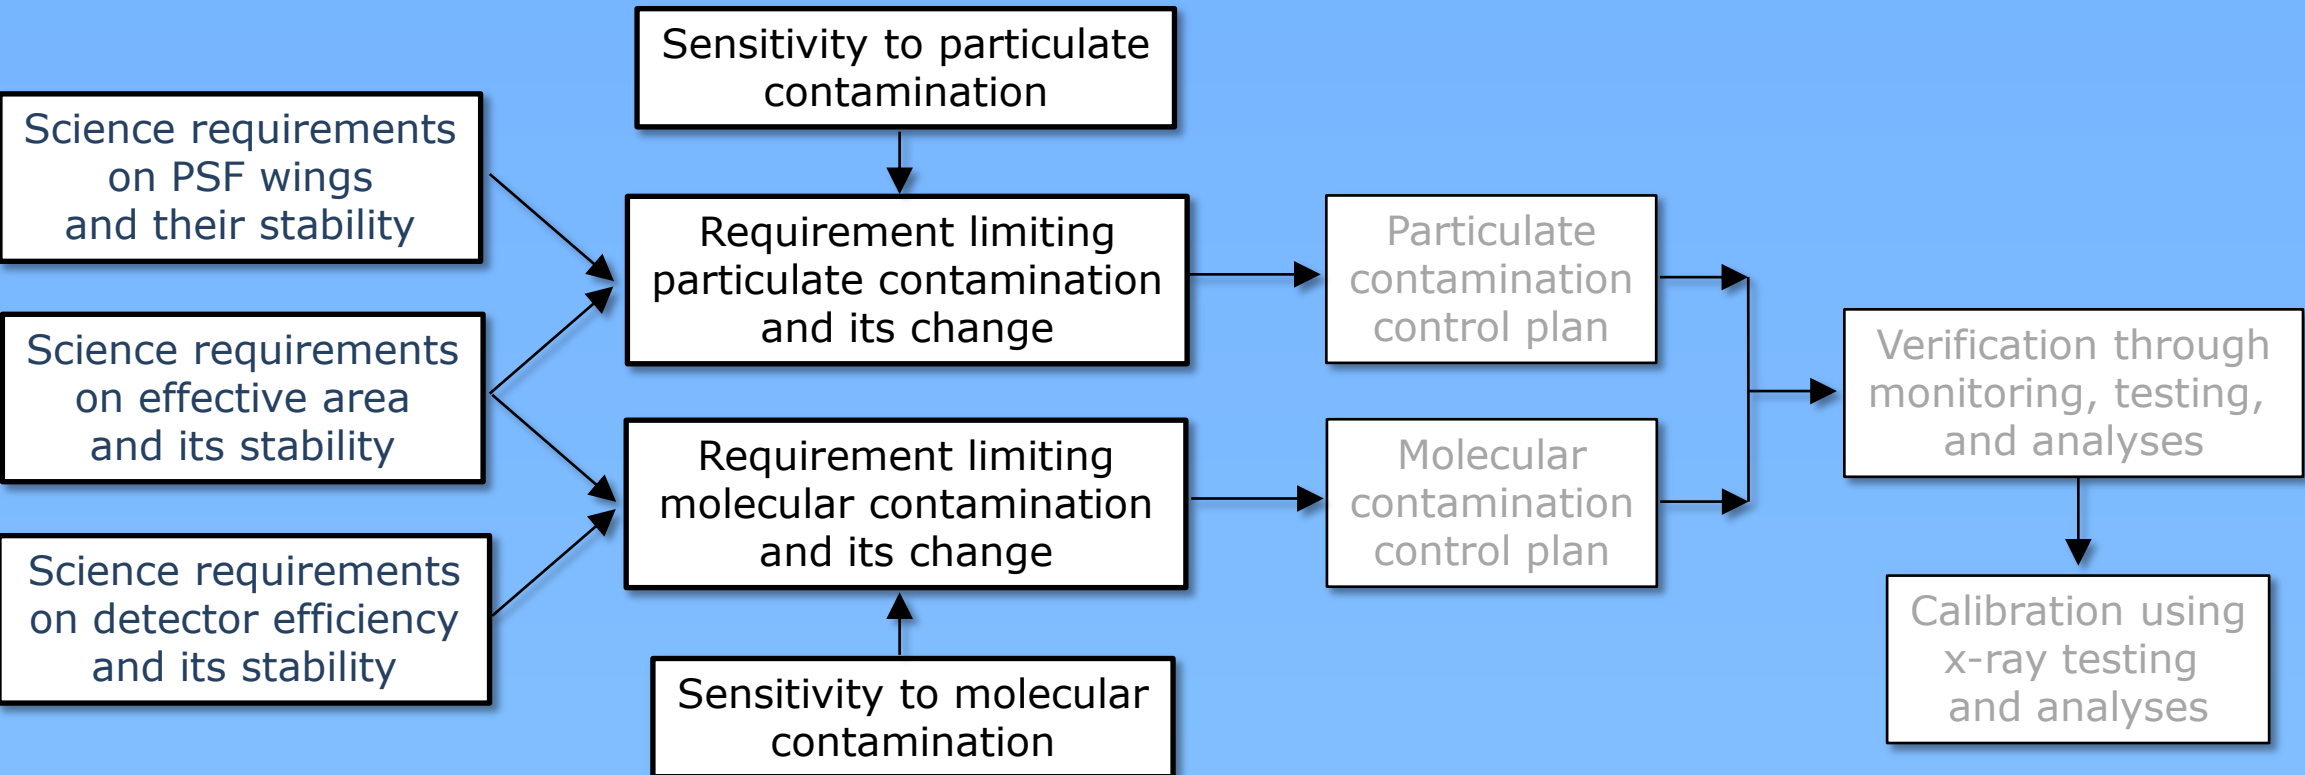 Sensitivity to particulate
contamination
Science requirements
on PSF wings
and their stability
Requirement limiting
particulate contamination
and its change
Particulate
contamination
control plan
Science requirements
on effective area
and its stability
Verification through
monitoring, testing,
and analyses
Requirement limiting
molecular contamination
and its change
Molecular
contamination
control plan
Science requirements
on detector efficiency
and its stability
Calibration using
x-ray testing
and analyses
Sensitivity to molecular
contamination